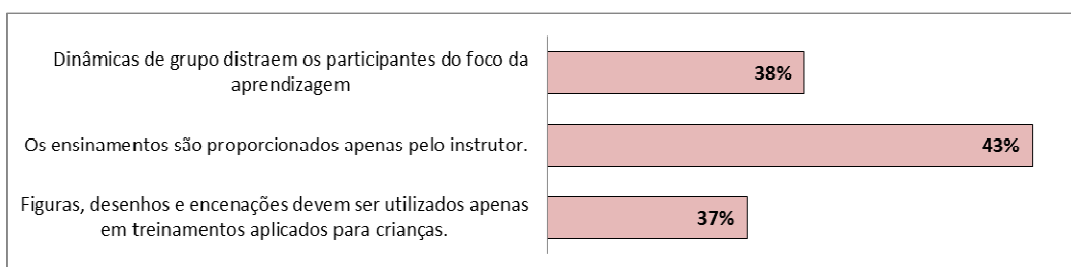 Dinâmicas de grupo distraem os participantes do foco da
aprendizagem
38%
Os ensinamentos são proporcionados apenas pelo instrutor.
43%
Figuras, desenhos e encenações devem ser utilizados apenas
em treinamentos aplicados para crianças.
37%